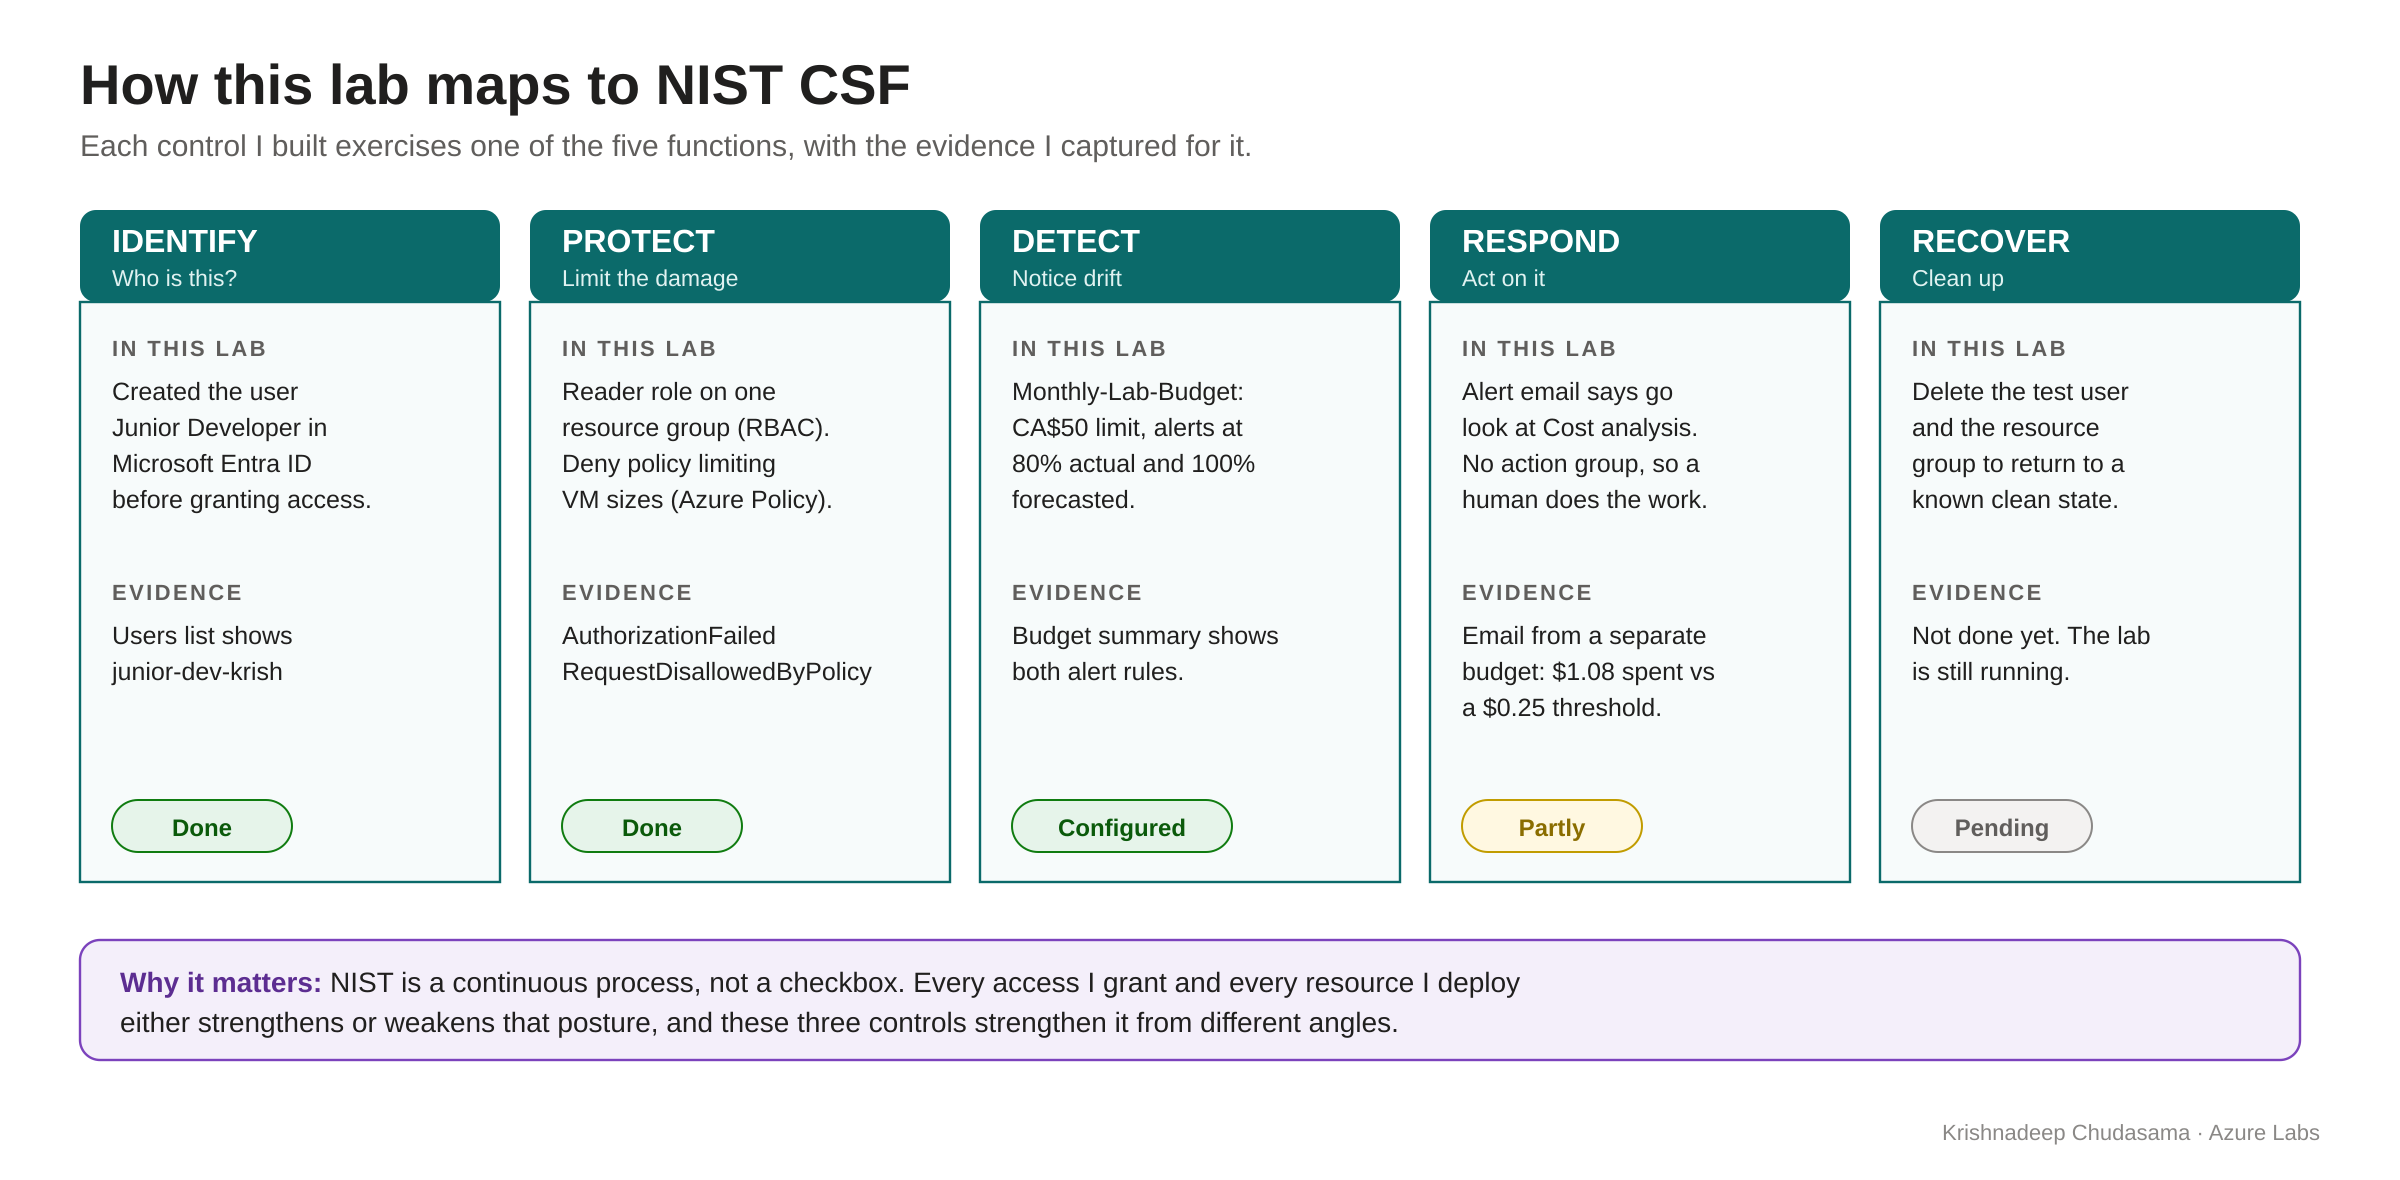 How this lab maps to NIST CSF
Each control I built exercises one of the five functions, with the evidence I captured for it.
IDENTIFY
Who is this?
IN THIS LAB
Created the user
Junior Developer in
Microsoft Entra ID
before granting access.
EVIDENCE
Users list shows
junior-dev-krish
Done
PROTECT
Limit the damage
IN THIS LAB
Reader role on one
resource group (RBAC).
Deny policy limiting
VM sizes (Azure Policy).
EVIDENCE
AuthorizationFailed
RequestDisallowedByPolicy
Done
DETECT
Notice drift
IN THIS LAB
Monthly-Lab-Budget:
CA$50 limit, alerts at
80% actual and 100%
forecasted.
EVIDENCE
Budget summary shows
both alert rules.
Configured
RESPOND
Act on it
IN THIS LAB
Alert email says go
look at Cost analysis.
No action group, so a
human does the work.
EVIDENCE
Email from a separate
budget: $1.08 spent vs
a $0.25 threshold.
Partly
RECOVER
Clean up
IN THIS LAB
Delete the test user
and the resource
group to return to a
known clean state.
EVIDENCE
Not done yet. The lab
is still running.
Pending
Why it matters: NIST is a continuous process, not a checkbox. Every access I grant and every resource I deploy
either strengthens or weakens that posture, and these three controls strengthen it from different angles.
Krishnadeep Chudasama · Azure Labs